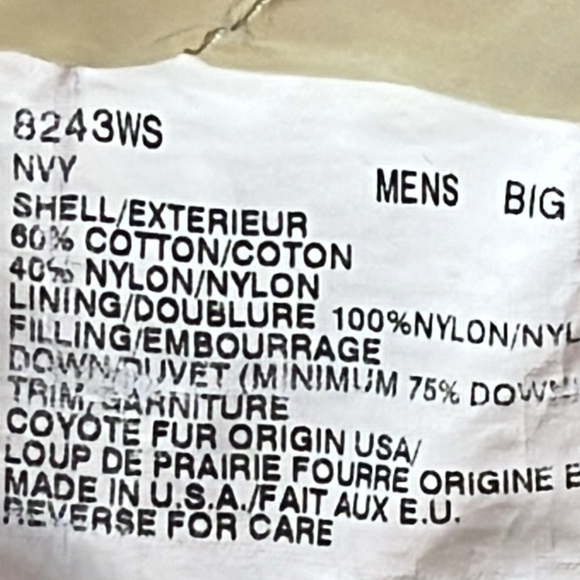 8243WS
NVY MENS BIG
SHELL/EXTERIEUR
60% COTTON/COTON
40% NYLON/NYLON
LINING/DOUBLURE 100%NYLON/NYL
FILLING/EMBOURRAGE
DOWN/DUVET (MINIMUM 75% DOWN
TRIM/GARNITURE
COYOTE FUR ORIGIN USA/
LOUP DE PRAIRIE FOURRE ORIGINE E
MADE IN U.S.A./FAIT AUX E.U.
REVERSE FOR CARE